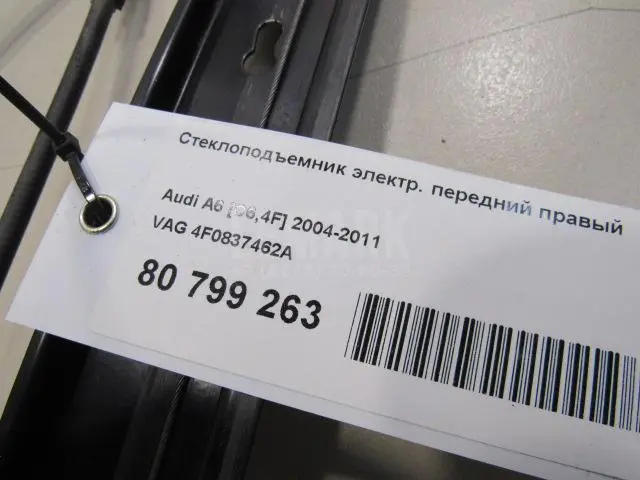 Стеклоподъемник электр. передний правый
Audi A6 [C6,4F] 2004-2011
VAG 4F0837462A
80 799 263